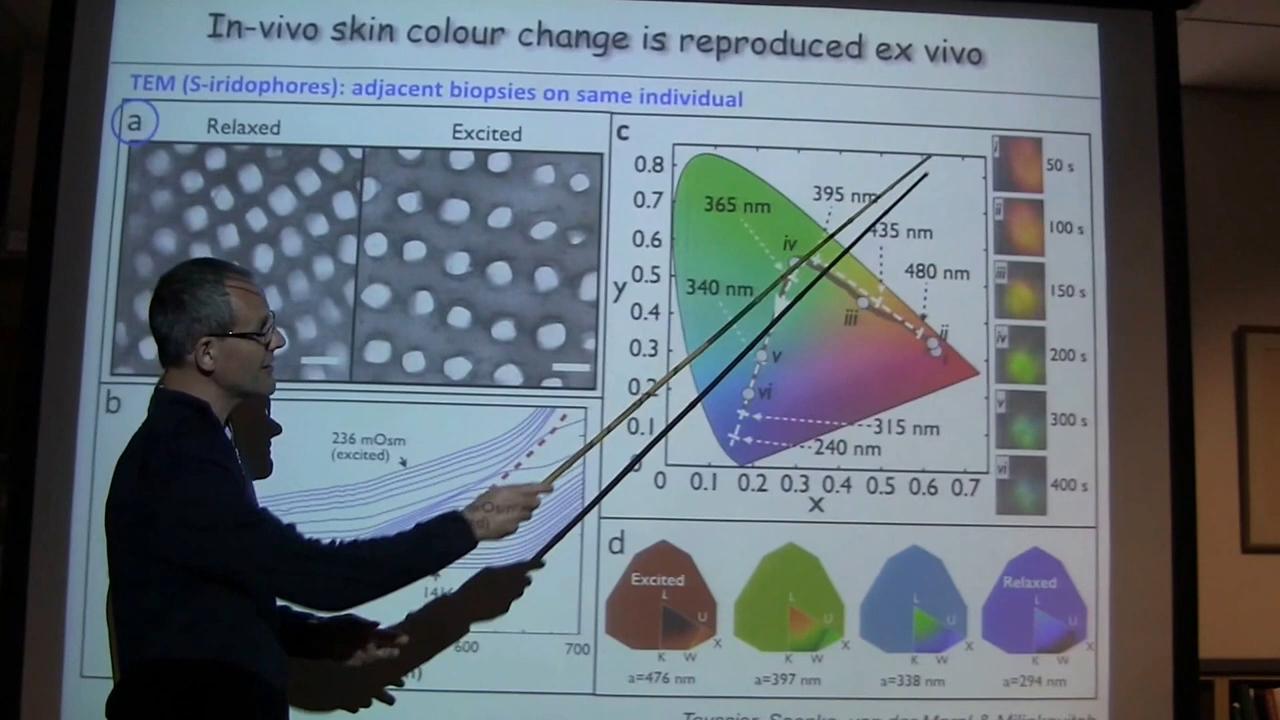 In-vivo skin colour change is reproduced ex vivo
TEM (S-iridophores): adjacent biopsies on same individual
a
Relaxed
Excited
b
236 mOsm
(excited)
600
700
c
y
0.8
0.7
0.6
0.5
0.4
0.3
0.2
0.1
0
0.1
0.2
0.3
0.4
0.5
0.6
0.7
x
365 nm
395 nm
435 nm
480 nm
340 nm
315 nm
240 nm
iv
iii
ii
i
v
vi
i
50 s
ii
100 s
iii
150 s
iv
200 s
v
300 s
vi
400 s
d
Excited
L
U
X
K
W
a=476 nm
L
U
X
K
W
a=397 nm
L
U
X
K
W
a=338 nm
Relaxed
L
U
X
K
W
a=294 nm